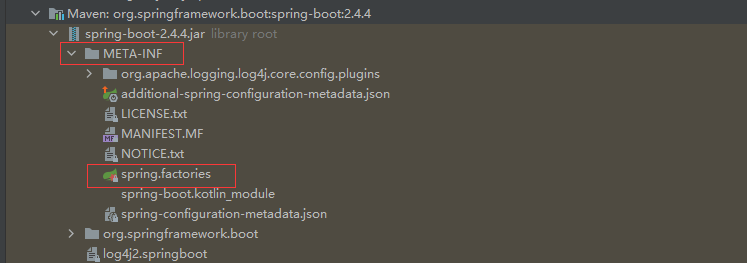 Maven: org.springframework.boot:spring-boot:2.4.4
spring-boot-2.4.4.jar library root
META-INF
org.apache.logging.log4j.core.config.plugins
additional-spring-configuration-metadata.json
LICENSE.txt
MANIFEST.MF
NOTICE.txt
spring.factories
spring-boot.kotlin_module
spring-configuration-metadata.json
org.springframework.boot
log4j2.springboot